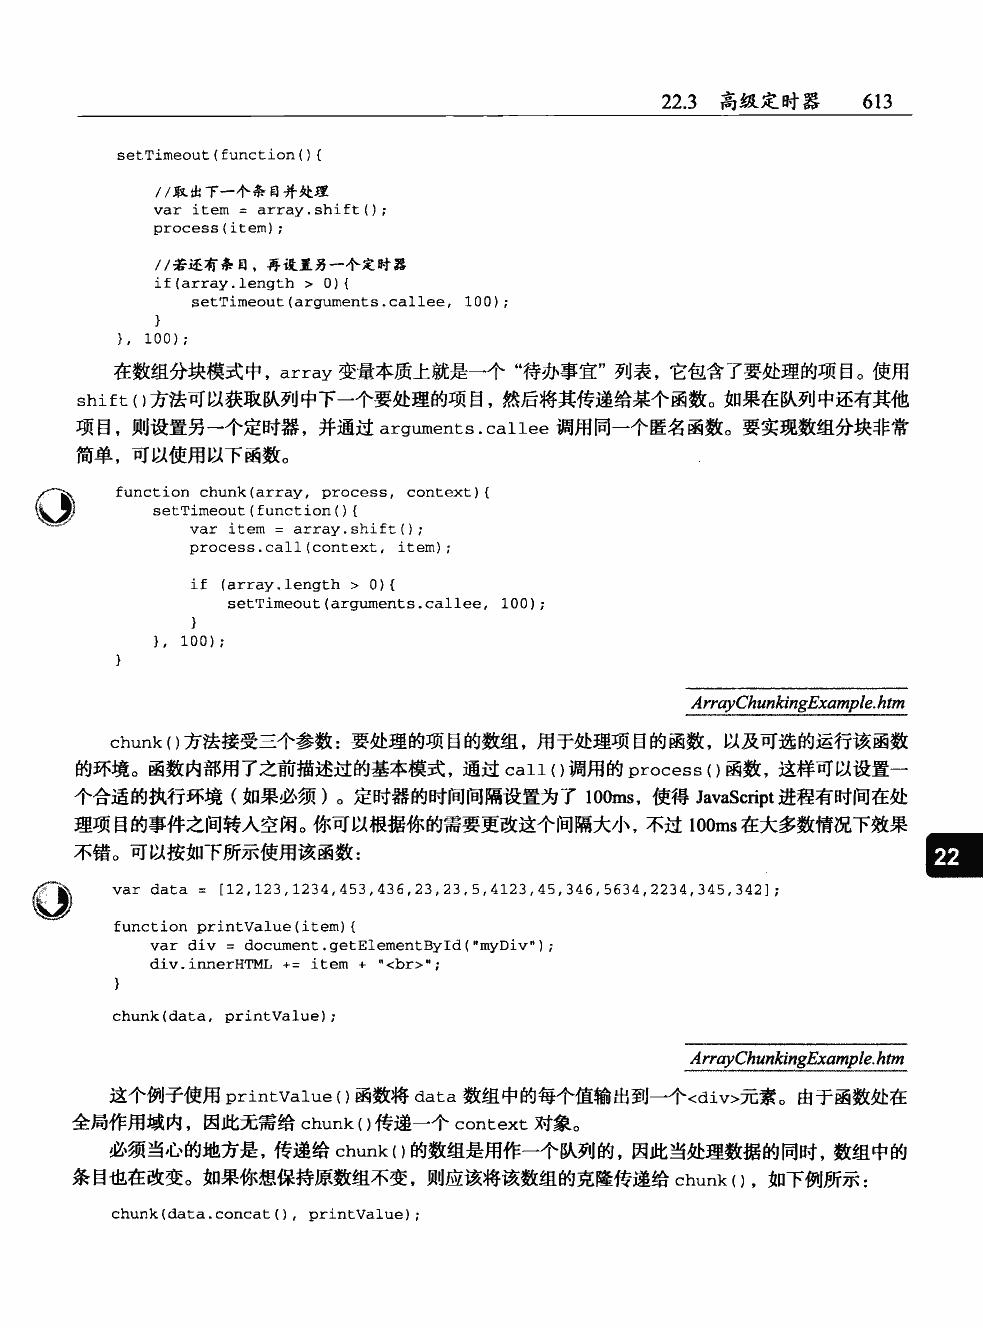 22.3 高级定时器 613
setTimeout(function(){
//取出下一个条目并处理
var item = array.shift();
process(item);
//若还有条目，再设置另一个定时器
if(array.length > 0){
setTimeout(arguments.callee, 100);
}
}, 100);
在数组分块模式中，array 变量本质上就是一个“待办事宜”列表，它包含了要处理的项目。使用
shift()方法可以获取队列中下一个要处理的项目，然后将其传递给某个函数。如果在队列中还有其他
项目，则设置另一个定时器，并通过 arguments.callee 调用同一个匿名函数。要实现数组分块非常
简单，可以使用以下函数。
function chunk(array, process, context){
setTimeout(function(){
var item = array.shift();
process.call(context, item);
if (array.length > 0){
setTimeout(arguments.callee, 100);
}
}, 100);
}
ArrayChunkingExample.htm
chunk()方法接受三个参数：要处理的项目的数组，用于处理项目的函数，以及可选的运行该函数
的环境。函数内部用了之前描述过的基本模式，通过 call()调用的 process()函数，这样可以设置一
个合适的执行环境（如果必须）。定时器的时间间隔设置为了 100ms，使得 JavaScript 进程有时间在处
理项目的事件之间转入空闲。你可以根据你的需要更改这个间隔大小，不过 100ms 在大多数情况下效果
不错。可以按如下所示使用该函数：
22
var data = [12,123,1234,453,436,23,23,5,4123,45,346,5634,2234,345,342];
function printValue(item){
var div = document.getElementById("myDiv");
div.innerHTML += item + "<br>";
}
chunk(data, printValue);
ArrayChunkingExample.htm
这个例子使用 printValue()函数将 data 数组中的每个值输出到一个<div>元素。由于函数处在
全局作用域内，因此无需给 chunk()传递一个 context 对象。
必须当心的地方是，传递给 chunk()的数组是用作一个队列的，因此当处理数据的同时，数组中的
条目也在改变。如果你想保持原数组不变，则应该将该数组的克隆传递给 chunk()，如下例所示：
chunk(data.concat(), printValue);